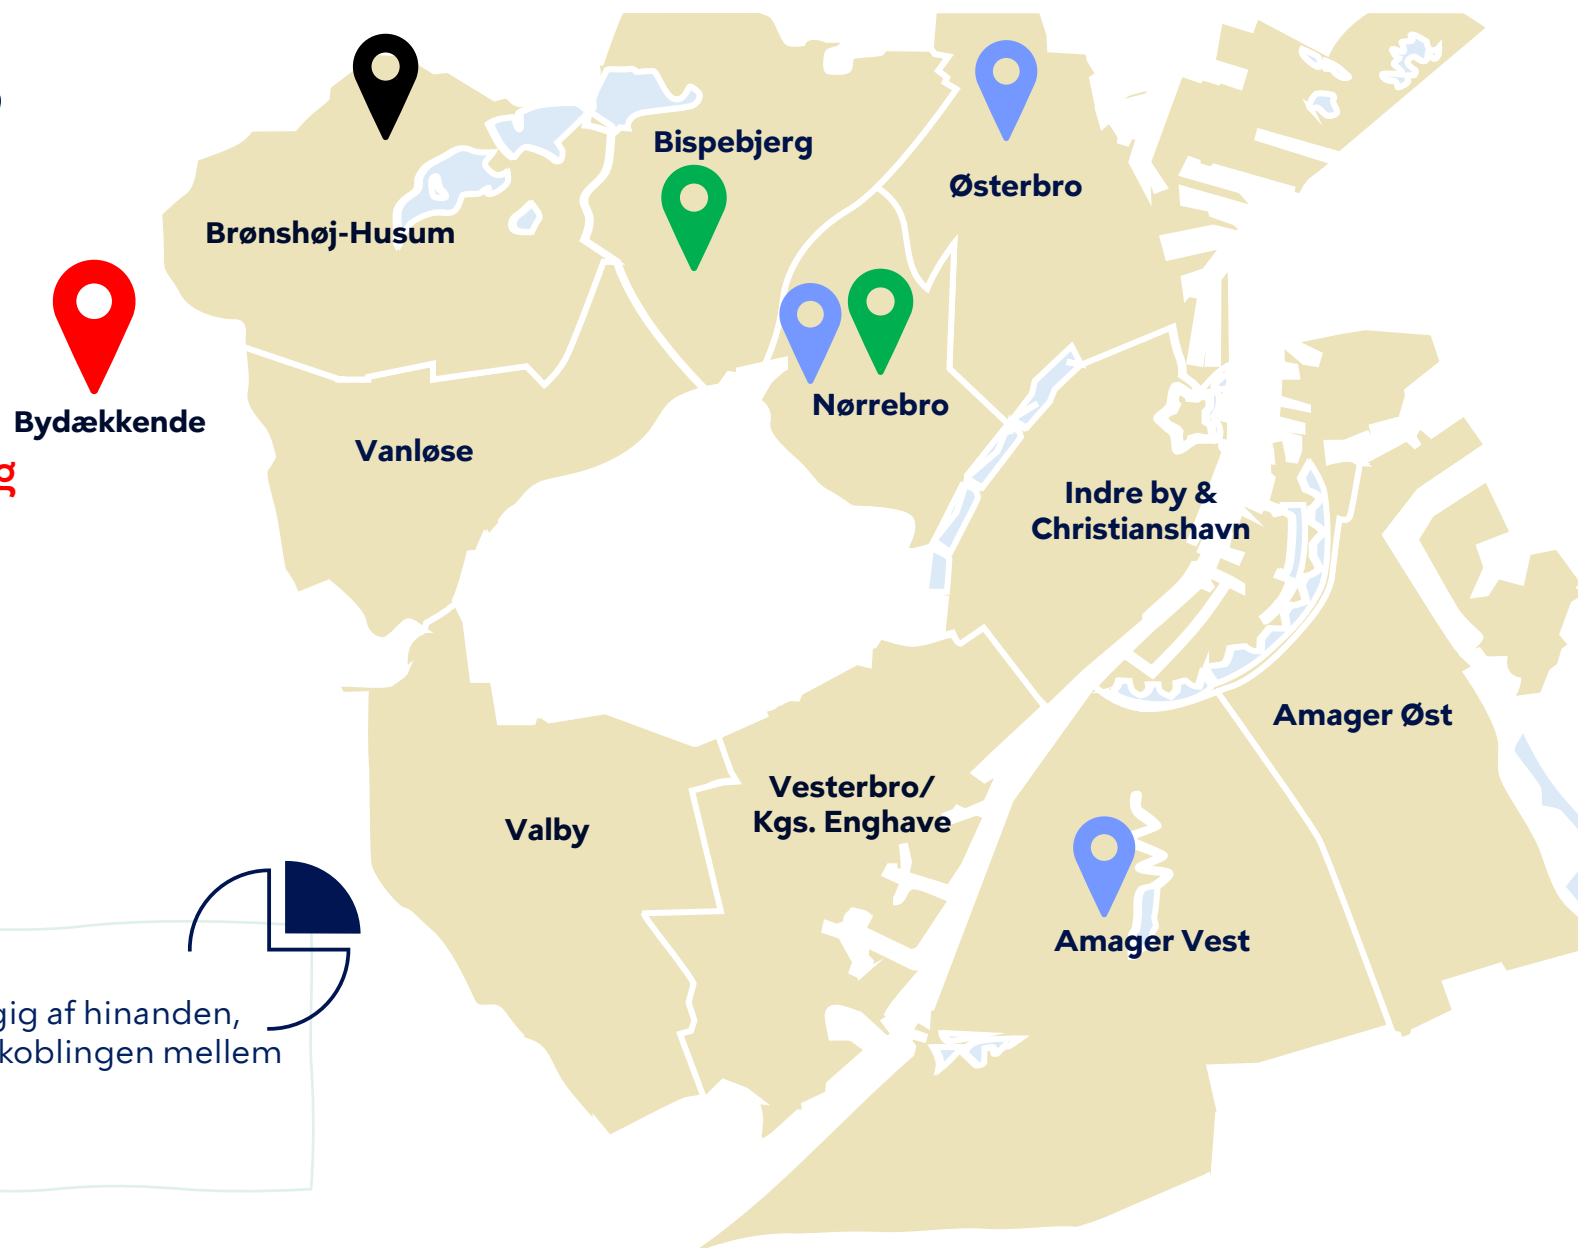 Bispebjerg
Østerbro
Brønshøj-Husum
Bydækkende
Nørrebro
Vanløse
Indre by &
Christianshavn
Amager Øst
Vesterbro/
Kgs. Enghave
Valby
Amager Vest
af hinanden,
koblingen mellem